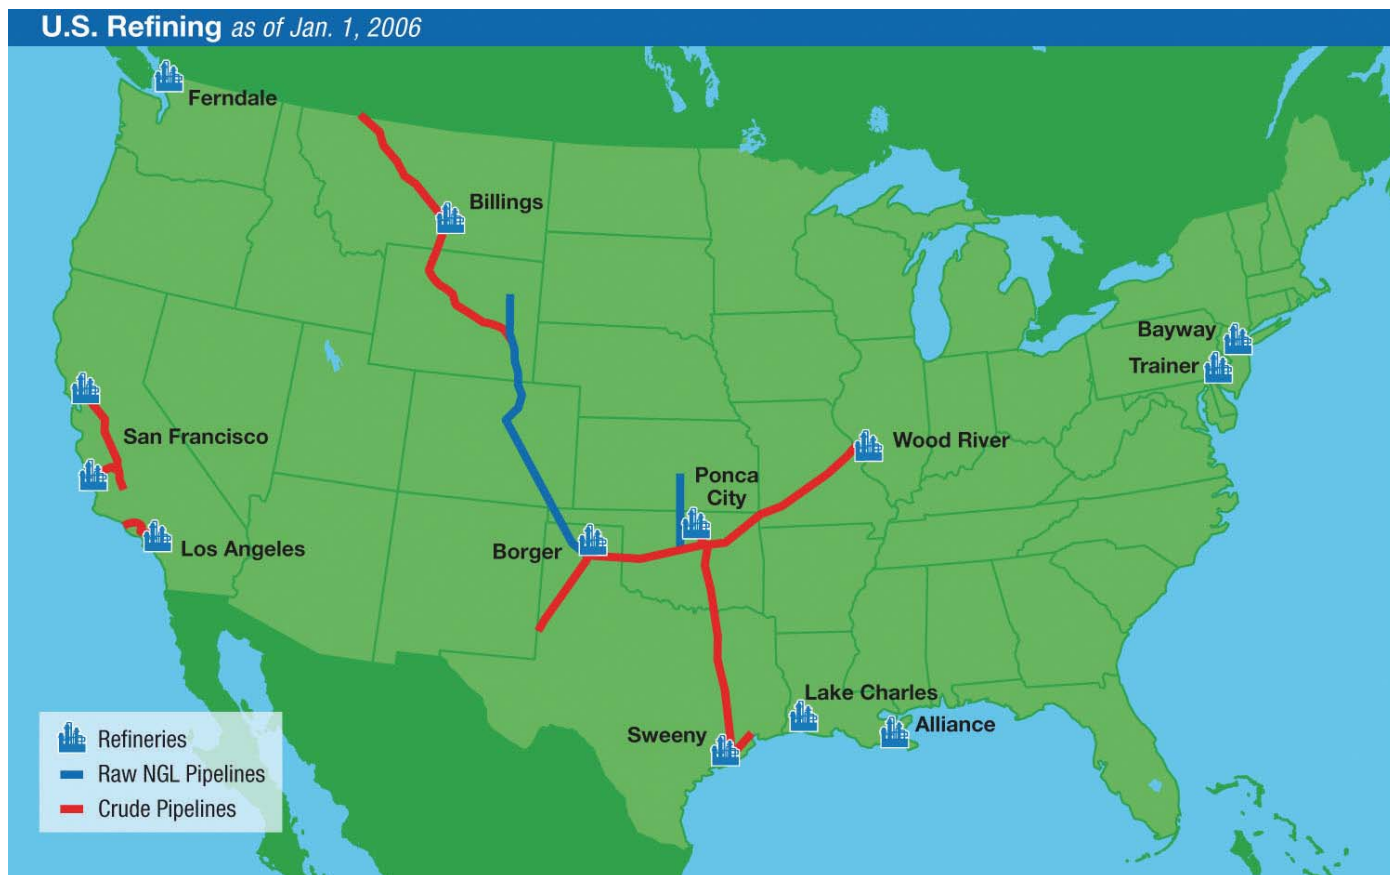 U.S. Refining as of Jan. 1, 2006
Ferndale
Billings
Bayway
Trainer
San Francisco
Wood River
Ponca
City
Los Angeles
Borger
Lake Charles
Alliance
Sweeny
Refineries
Raw NGL Pipelines
Crude Pipelines